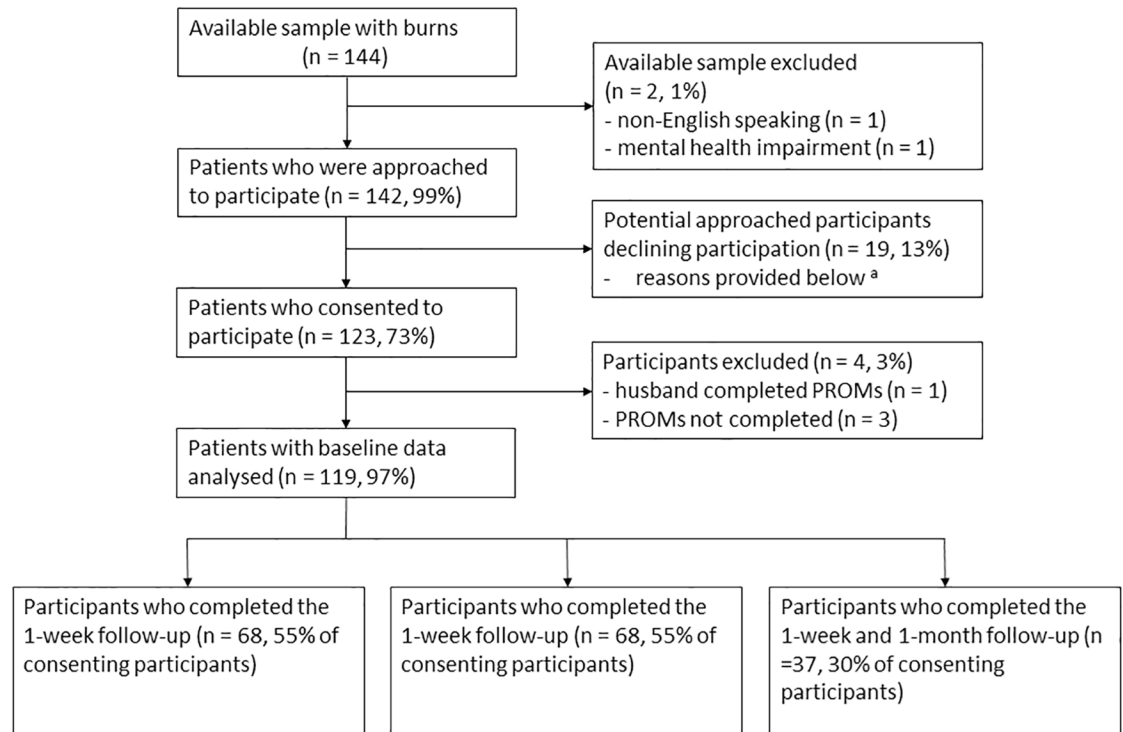 Available sample with burns
(n = 144)
Available sample excluded
(n = 2, 1%)
- non-English speaking (n = 1)
- mental health impairment (n = 1)
Patients who were approached
to participate (n = 142, 99%)
Potential approached participants
declining participation (n = 19, 13%)
- reasons provided below ᵃ
Patients who consented to
participate (n = 123, 73%)
Participants excluded (n = 4, 3%)
- husband completed PROMs (n = 1)
- PROMs not completed (n = 3)
Patients with baseline data
analysed (n = 119, 97%)
Participants who completed the
1-week follow-up (n = 68, 55% of
consenting participants)
Participants who completed the
1-week follow-up (n = 68, 55% of
consenting participants)
Participants who completed the
1-week and 1-month follow-up (n
=37, 30% of consenting
participants)